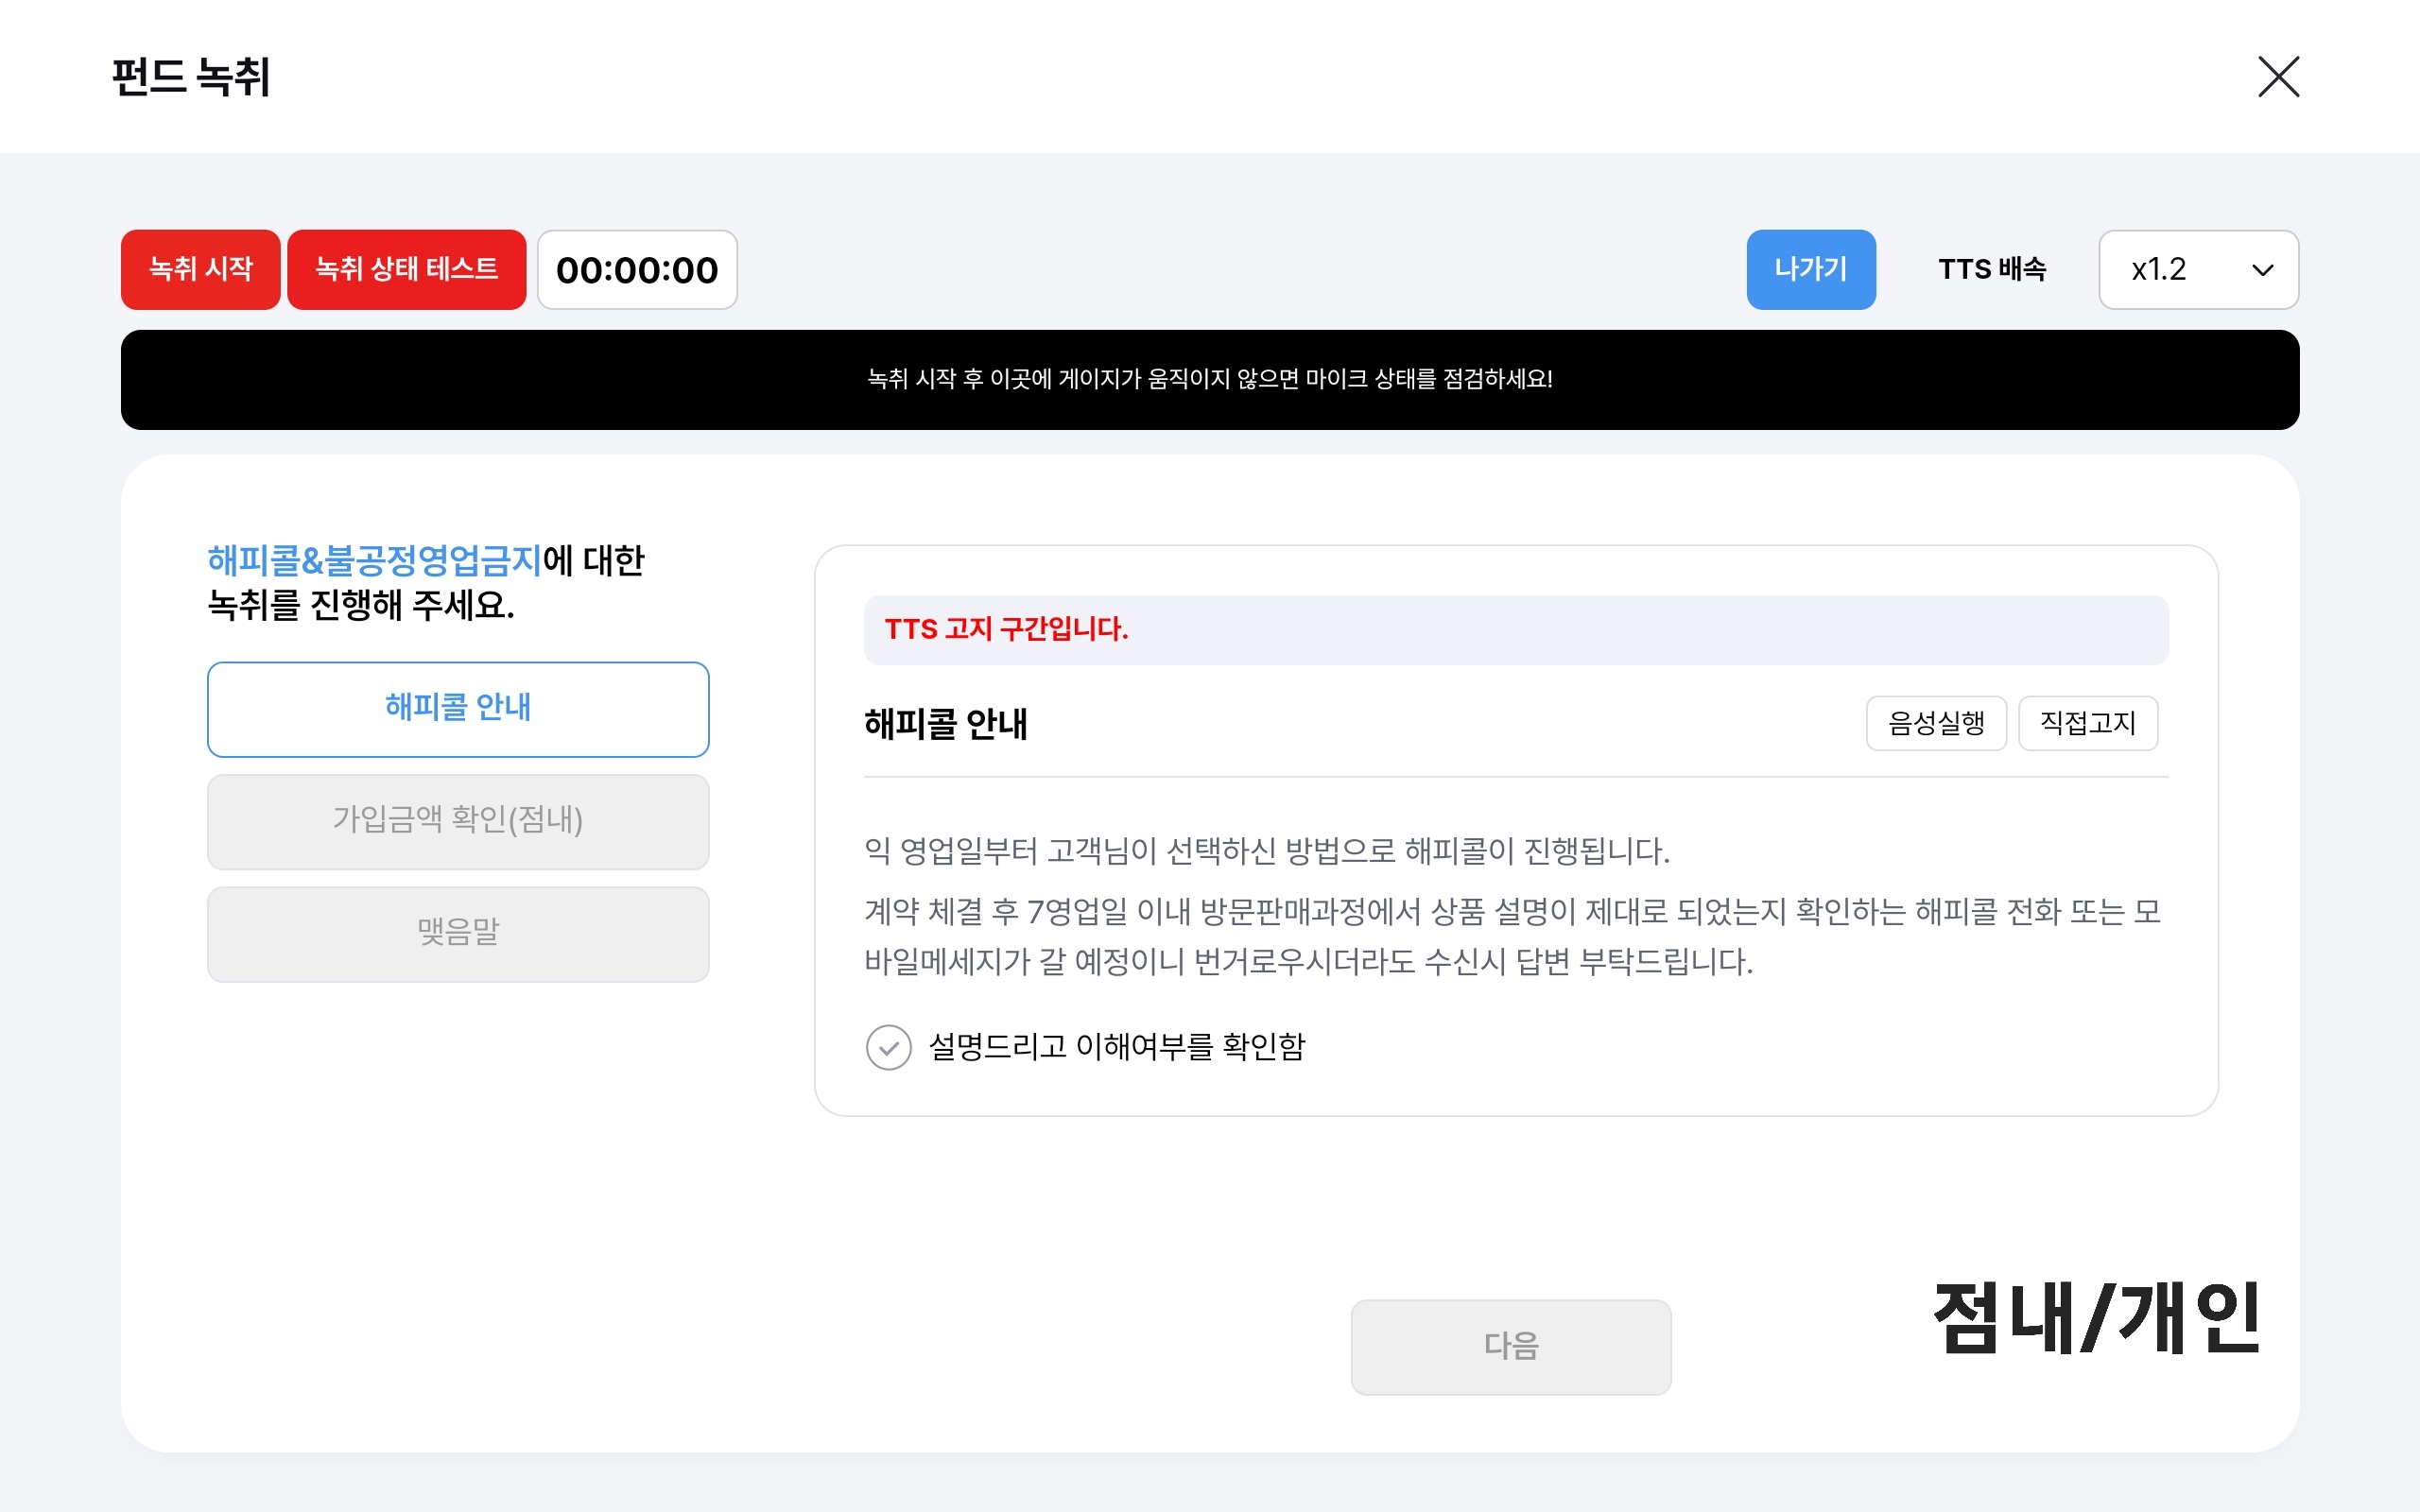 펀드 녹취
녹취 시작
녹취 상태 테스트
00:00:00
나가기
TTS 배속
x1.2
녹취 시작 후 이곳에 게이지가 움직이지 않으면 마이크 상태를 점검하세요!
해피콜&불공정영업금지에 대한
녹취를 진행해 주세요.
해피콜 안내
가입금액 확인(점내)
맺음말
TTS 고지 구간입니다.
해피콜 안내
음성실행
직접고지
익 영업일부터 고객님이 선택하신 방법으로 해피콜이 진행됩니다.
계약 체결 후 7영업일 이내 방문판매과정에서 상품 설명이 제대로 되었는지 확인하는 해피콜 전화 또는 모
바일메세지가 갈 예정이니 번거로우시더라도 수신시 답변 부탁드립니다.
설명드리고 이해여부를 확인함
다음
점내/개인